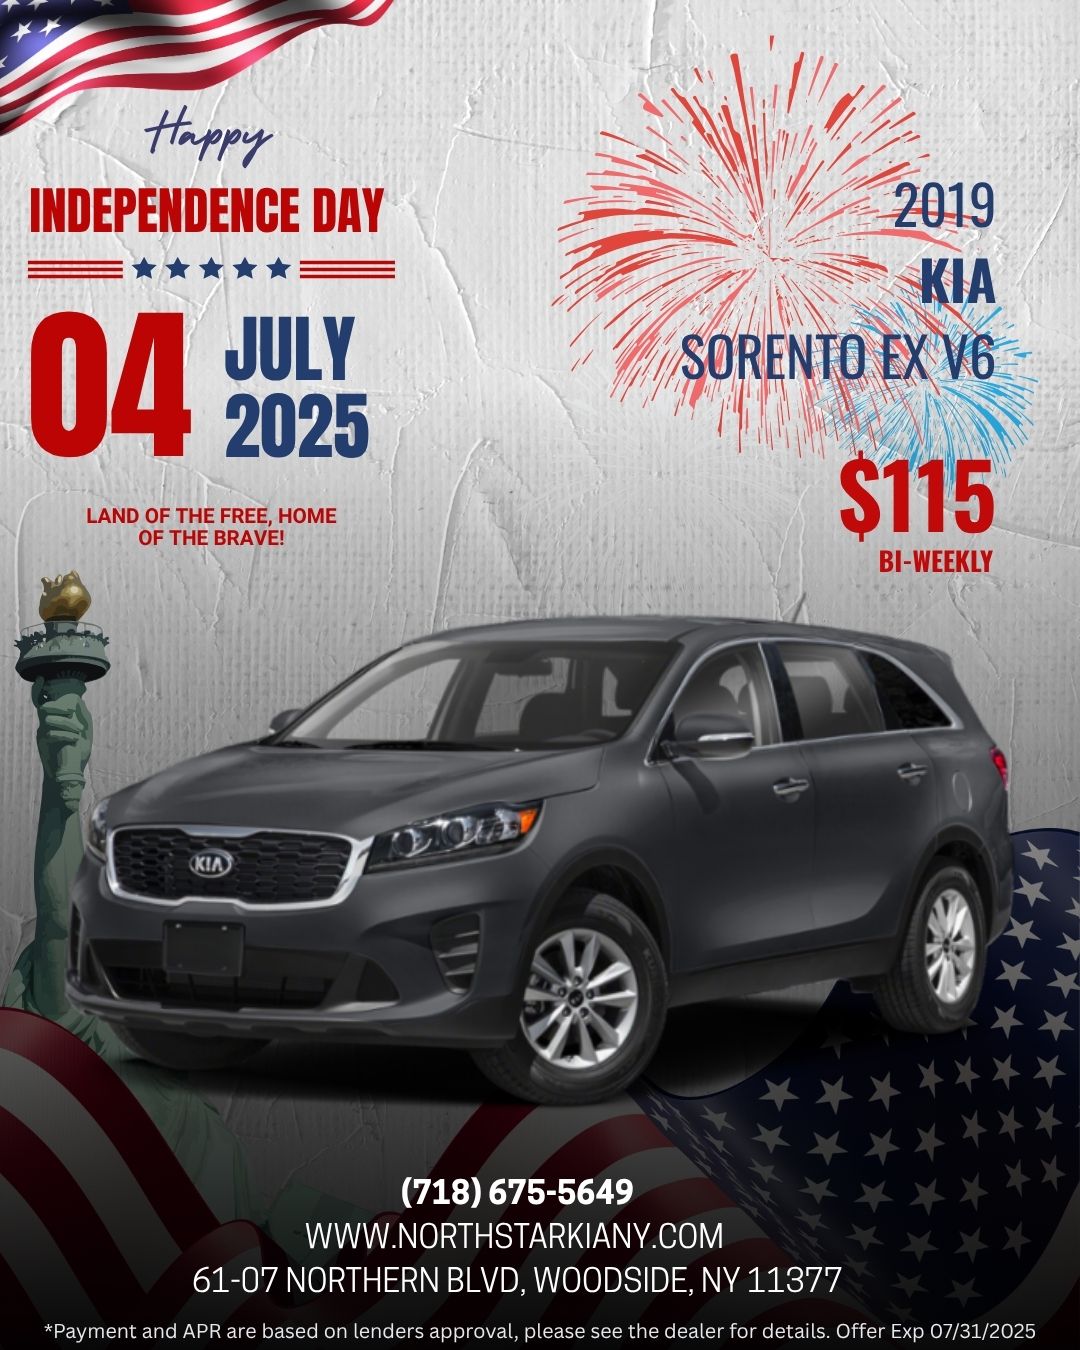 Happy
INDEPENDENCE DAY
04
JULY
2025
LAND OF THE FREE, HOME
OF THE BRAVE!
2019
KIA
SORENTO EX V6
$115
BI-WEEKLY
KIA
(718) 675-5649
WWW.NORTHSTARKIANY.COM
61-07 NORTHERN BLVD, WOODSIDE, NY 11377
*Payment and APR are based on lenders approval, please see the dealer for details. Offer Exp 07/31/2025